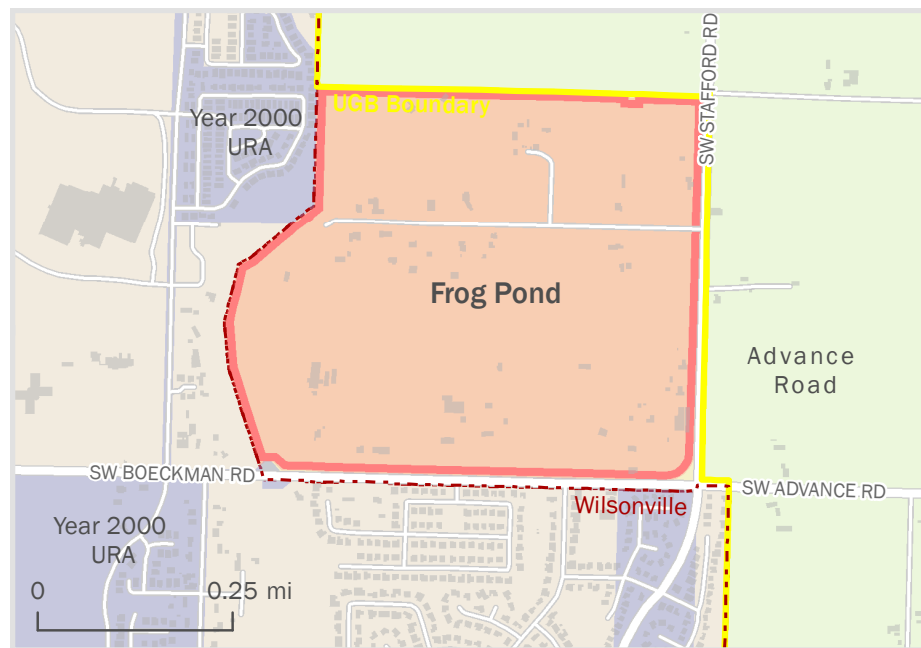 SW STAFFORD RD
UGB Boundary
Year 2000
URA
Frog Pond
Advance
Road
SW BOECKMAN RD
SW ADVANCE RD
Wilsonville
Year 2000
URA
0 0.25 mi